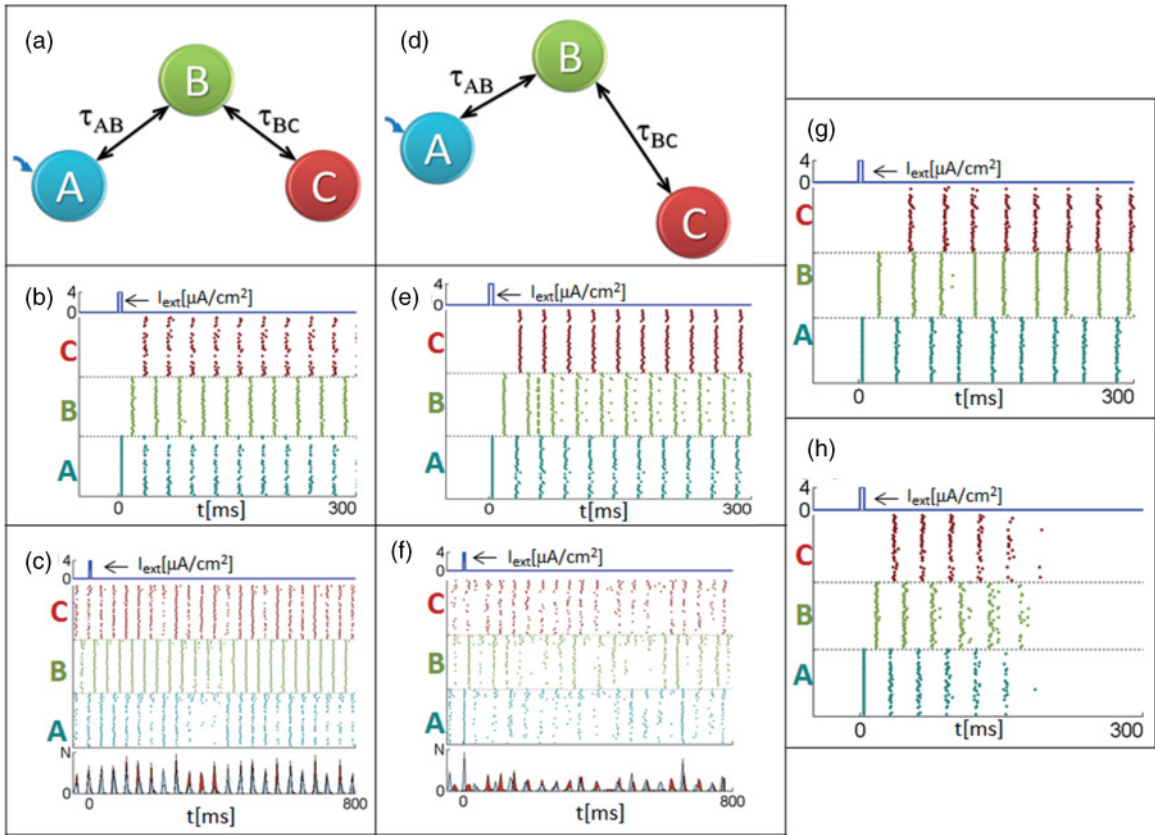 (a)
B
τAB
τBC
A
C
(b)
4
0
Iext[μA/cm²]
C
B
A
0
300
t[ms]
(c)
4
0
Iext[μA/cm²]
C
B
A
N
0
0
800
t[ms]
(d)
B
τAB
A
τBC
C
(e)
4
0
Iext[μA/cm²]
C
B
A
0
300
t[ms]
(f)
4
0
Iext[μA/cm²]
C
B
A
N
0
0
800
t[ms]
(g)
4
0
Iext[μA/cm²]
C
B
A
0
300
t[ms]
(h)
4
0
Iext[μA/cm²]
C
B
A
0
300
t[ms]